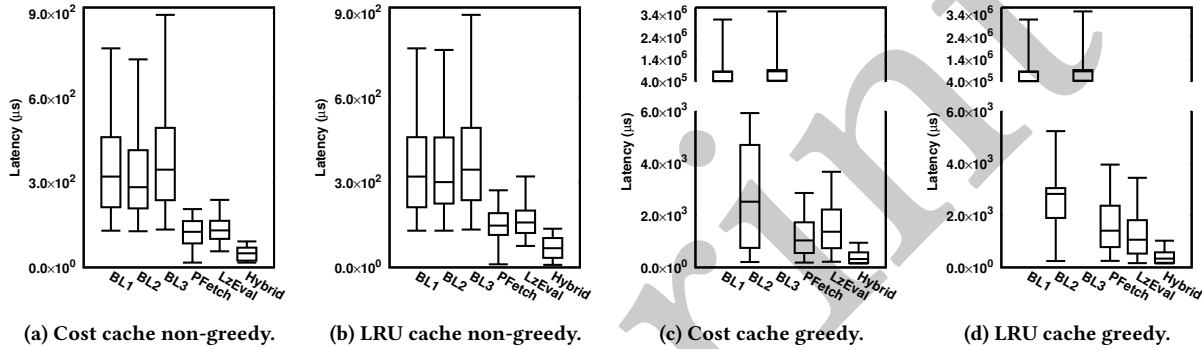 9.0×10²
6.0×10²
3.0×10²
0.0×10⁰
Latency (μs)
BL1 BL2 BL3 PFetch LzEval Hybrid
(a) Cost cache non-greedy.
9.0×10²
6.0×10²
3.0×10²
0.0×10⁰
Latency (μs)
BL1 BL2 BL3 PFetch LzEval Hybrid
(b) LRU cache non-greedy.
3.4×10⁶
2.4×10⁶
1.4×10⁶
4.0×10⁵
6.0×10³
4.0×10³
2.0×10³
0.0×10⁰
Latency (μs)
BL1 BL2 BL3 PFetch LzEval Hybrid
(c) Cost cache greedy.
3.4×10⁶
2.4×10⁶
1.4×10⁶
4.0×10⁵
6.0×10³
4.0×10³
2.0×10³
0.0×10⁰
Latency (μs)
BL1 BL2 BL3 PFetch LzEval Hybrid
(d) LRU cache greedy.
rint